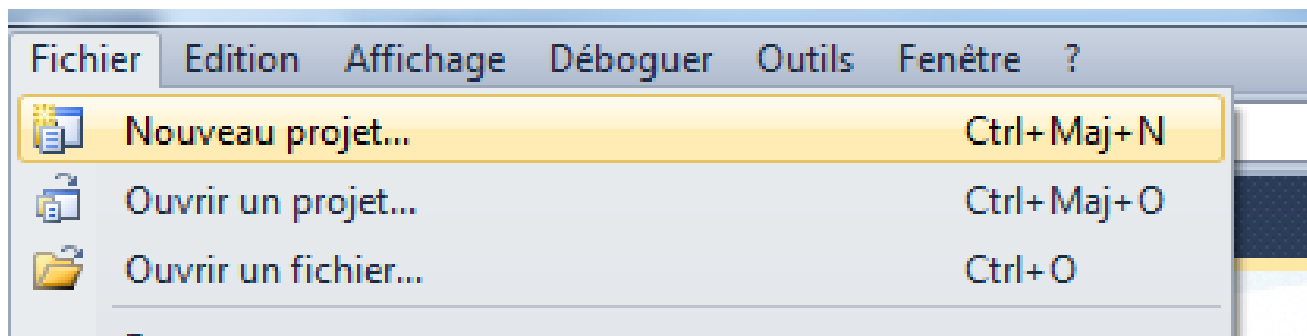 Fichier Edition Affichage Déboguer Outils Fenêtre ?
Nouveau projet... Ctrl+Maj+N
Ouvrir un projet... Ctrl+Maj+O
Ouvrir un fichier... Ctrl+O